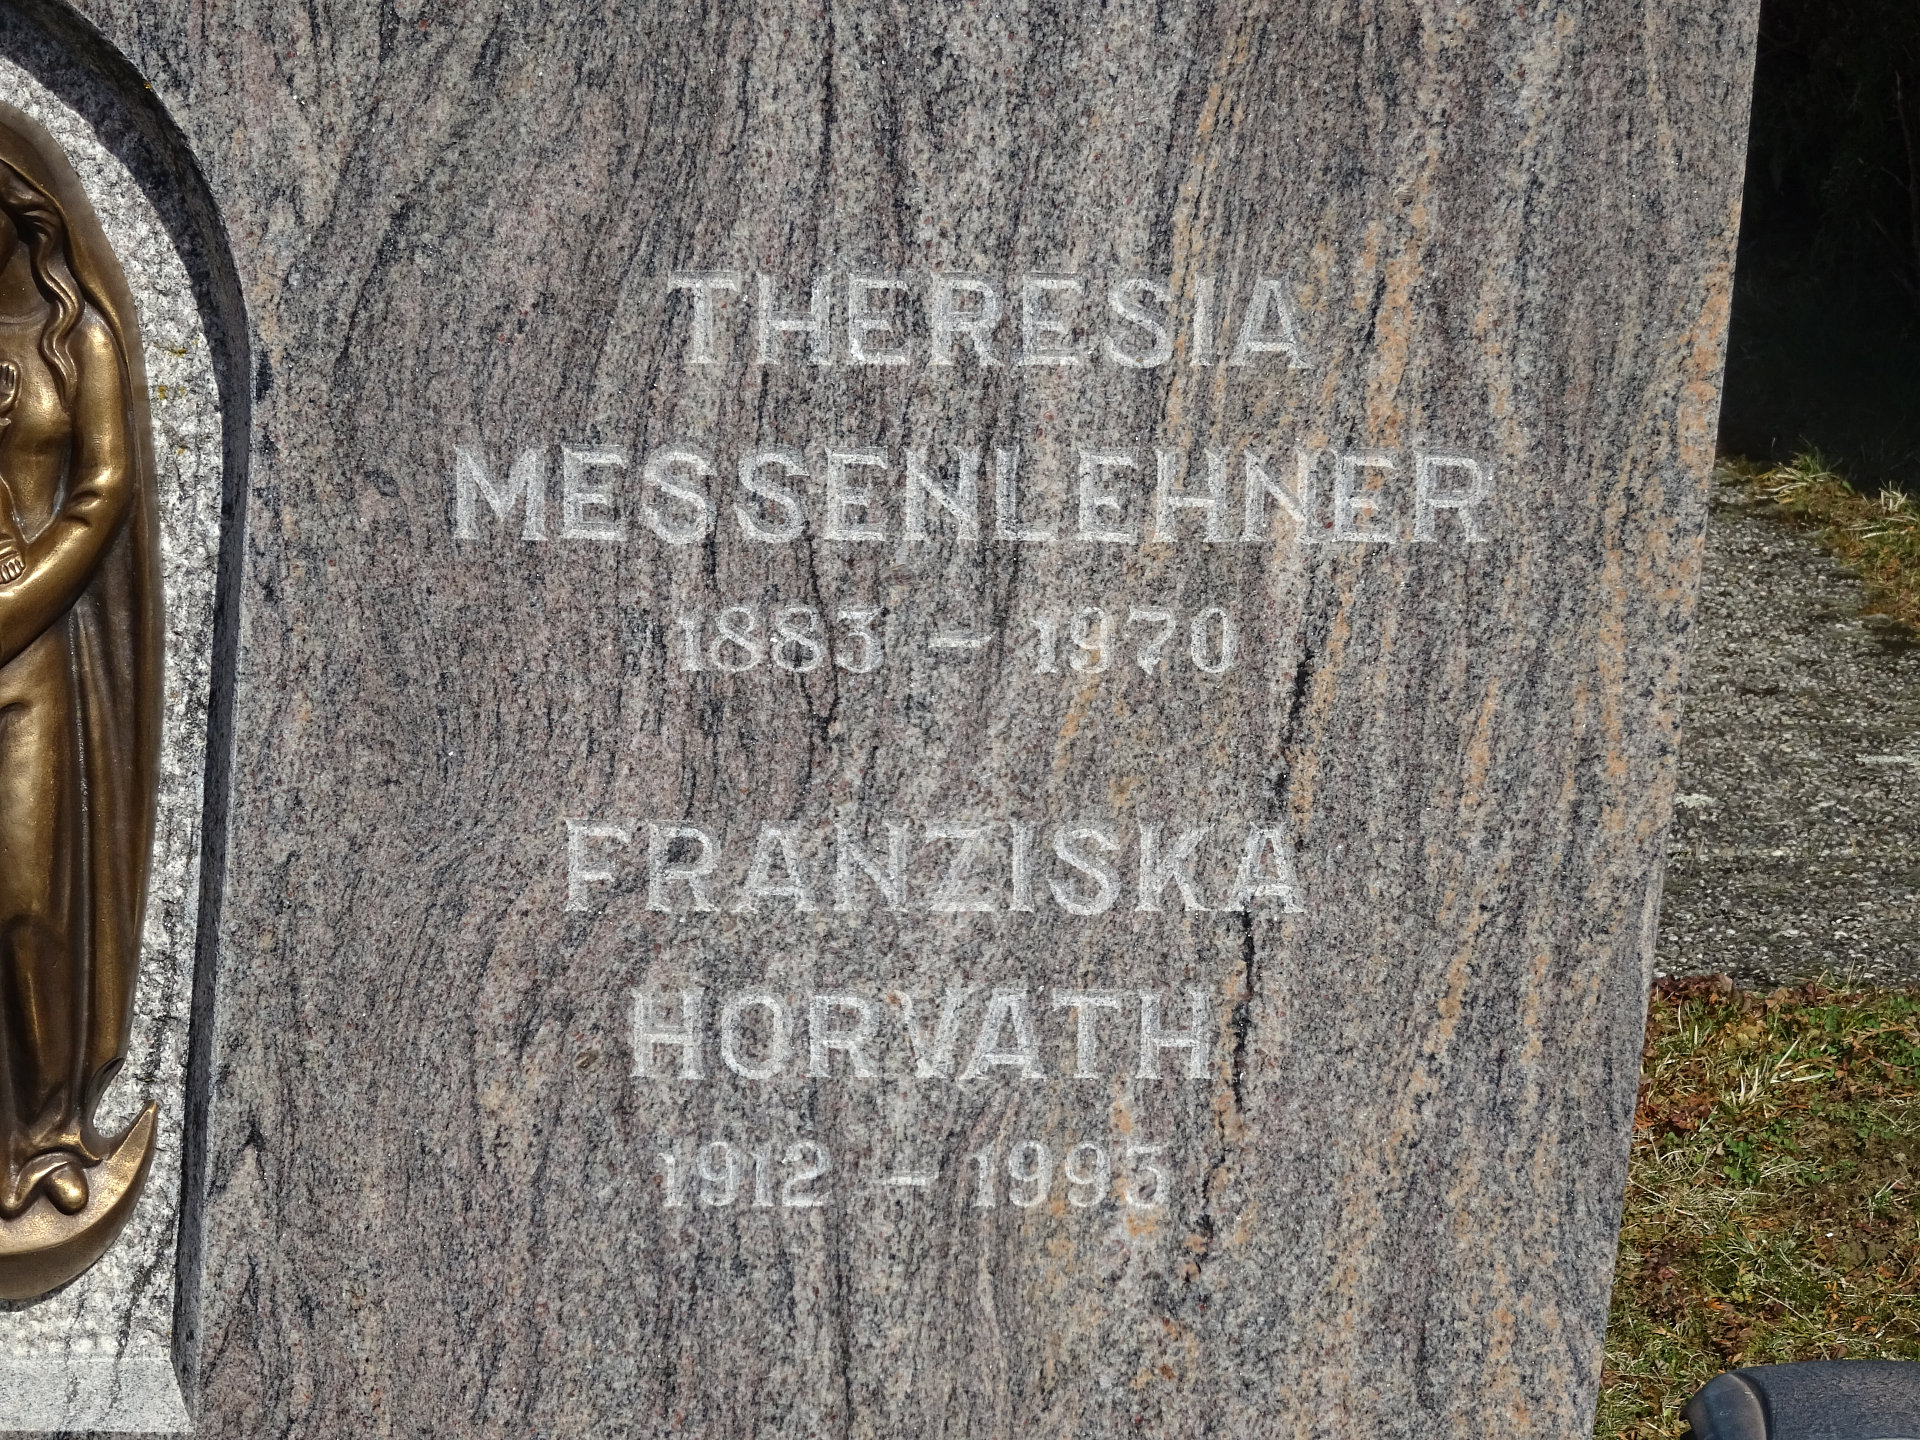 THERESIA
MESSENLEHNER
1883 – 1970
FRANZISKA
HORVATH
1912 – 1995